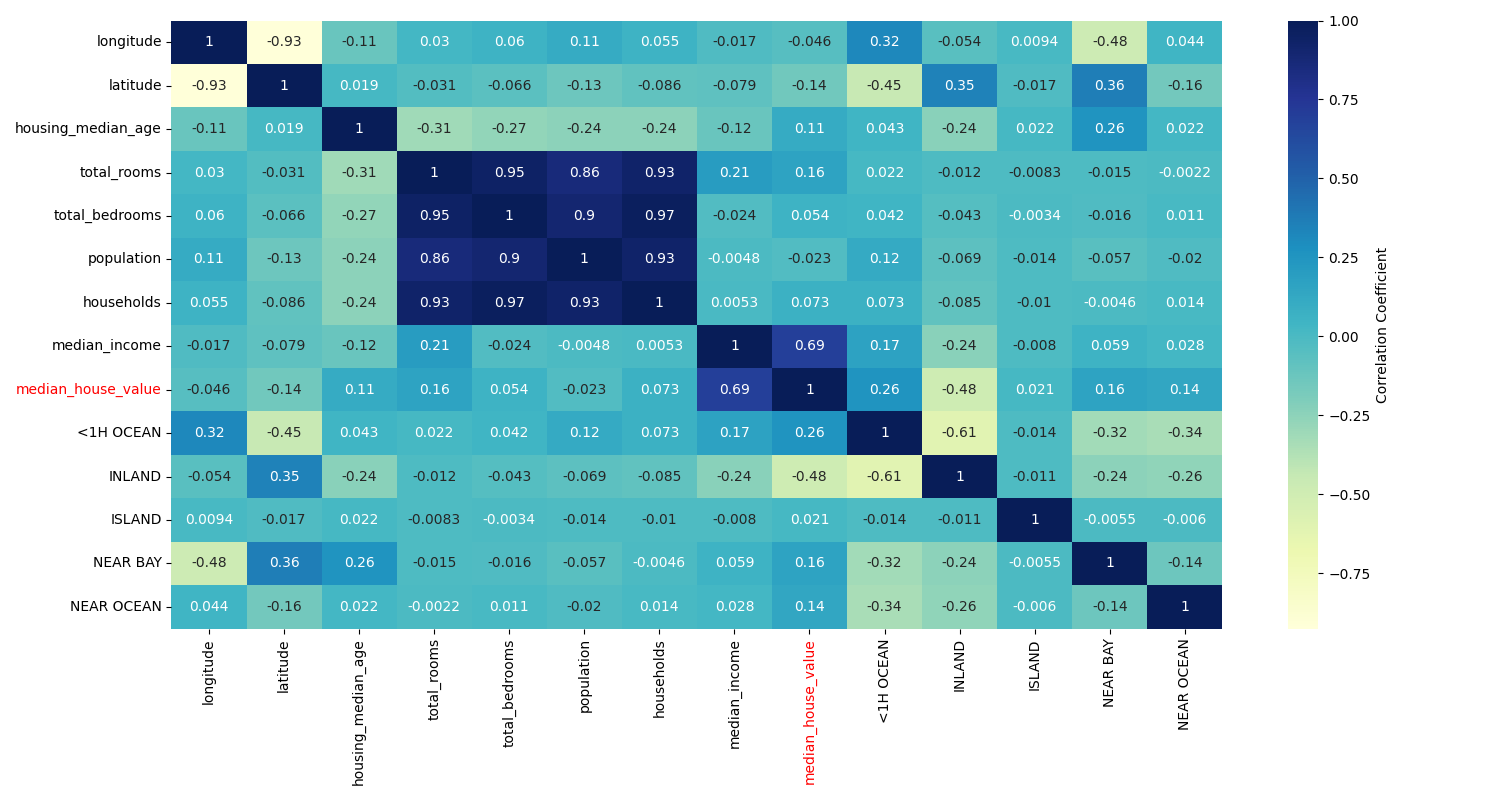 longitude 1 -0.93 -0.11 0.03 0.06 0.11 0.055 -0.017 -0.046 0.32 -0.054 0.0094 -0.48 0.044
latitude -0.93 1 0.019 -0.031 -0.066 -0.13 -0.086 -0.079 -0.14 -0.45 0.35 -0.017 0.36 -0.16
housing_median_age -0.11 0.019 1 -0.31 -0.27 -0.24 -0.24 -0.12 0.11 0.043 -0.24 0.022 0.26 0.022
total_rooms 0.03 -0.031 -0.31 1 0.95 0.86 0.93 0.21 0.16 0.022 -0.012 -0.0083 -0.015 -0.0022
total_bedrooms 0.06 -0.066 -0.27 0.95 1 0.9 0.97 -0.024 0.054 0.042 -0.043 -0.0034 -0.016 0.011
population 0.11 -0.13 -0.24 0.86 0.9 1 0.93 -0.0048 -0.023 0.12 -0.069 -0.014 -0.057 -0.02
households 0.055 -0.086 -0.24 0.93 0.97 0.93 1 0.0053 0.073 0.073 -0.085 -0.01 -0.0046 0.014
median_income -0.017 -0.079 -0.12 0.21 -0.024 -0.0048 0.0053 1 0.69 0.17 -0.24 -0.008 0.059 0.028
median_house_value -0.046 -0.14 0.11 0.16 0.054 -0.023 0.073 0.69 1 0.26 -0.48 0.021 0.16 0.14
<1H OCEAN 0.32 -0.45 0.043 0.022 0.042 0.12 0.073 0.17 0.26 1 -0.61 -0.014 -0.32 -0.34
INLAND -0.054 0.35 -0.24 -0.012 -0.043 -0.069 -0.085 -0.24 -0.48 -0.61 1 -0.011 -0.24 -0.26
ISLAND 0.0094 -0.017 0.022 -0.0083 -0.0034 -0.014 -0.01 -0.008 0.021 -0.014 -0.011 1 -0.0055 -0.006
NEAR BAY -0.48 0.36 0.26 -0.015 -0.016 -0.057 -0.0046 0.059 0.16 -0.32 -0.24 -0.0055 1 -0.14
NEAR OCEAN 0.044 -0.16 0.022 -0.0022 0.011 -0.02 0.014 0.028 0.14 -0.34 -0.26 -0.006 -0.14 1
longitude
latitude
housing_median_age
total_rooms
total_bedrooms
population
households
median_income
median_house_value
<1H OCEAN
INLAND
ISLAND
NEAR BAY
NEAR OCEAN
1.00
0.75
0.50
0.25
0.00
−0.25
−0.50
−0.75
Correlation Coefficient